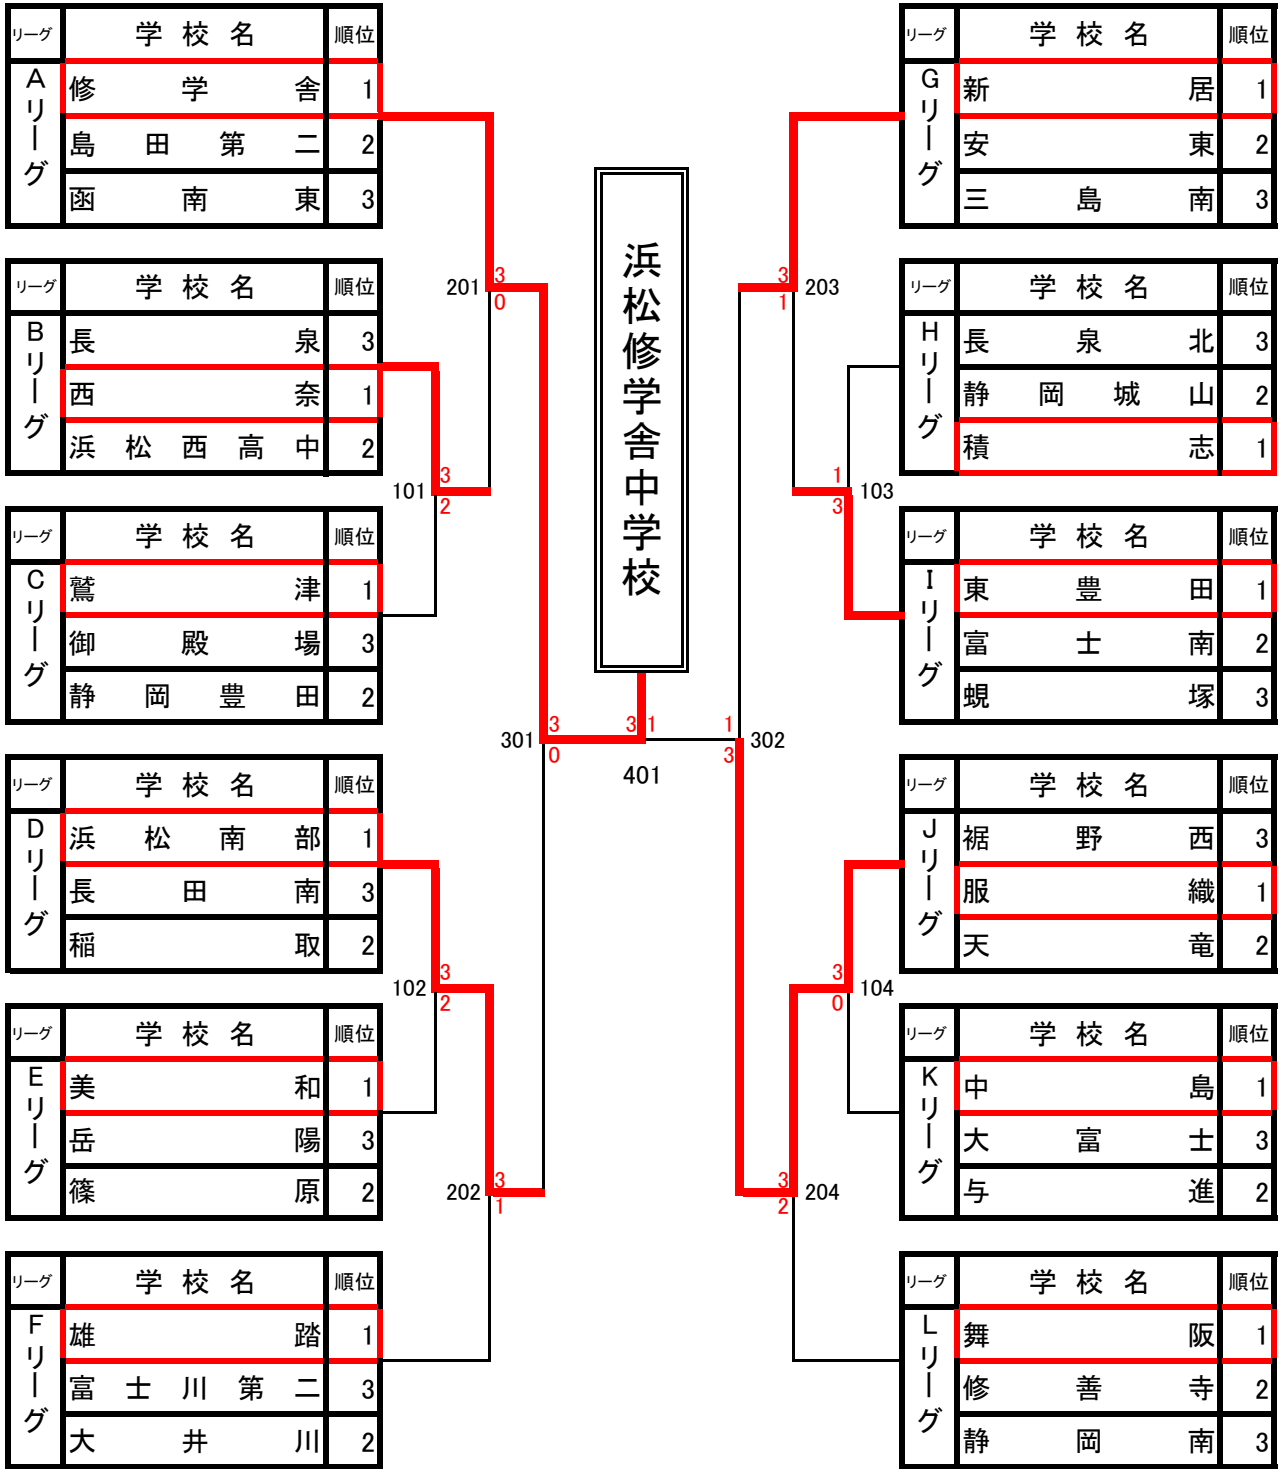 リーグ 学校名 順位
Aリーグ
修学舎 1
島田第二 2
函南東 3
リーグ 学校名 順位
Bリーグ
長泉 3
西奈 1
浜松西高中 2
リーグ 学校名 順位
Cリーグ
鷲津 1
御殿場 3
静岡豊田 2
リーグ 学校名 順位
Dリーグ
浜松南部 1
長田南 3
稲取 2
リーグ 学校名 順位
Eリーグ
美和 1
岳陽 3
篠原 2
リーグ 学校名 順位
Fリーグ
雄踏 1
富士川第二 3
大井川 2
201 3
0
101 3
2
301 3
0
102 3
2
202 3
1
浜松修学舎中学校
3 1
401
3 203
1
1 103
3
1 302
3
3 104
0
3 204
2
リーグ 学校名 順位
Gリーグ
新居 1
安東 2
三島南 3
リーグ 学校名 順位
Hリーグ
長泉北 3
静岡城山 2
積志 1
リーグ 学校名 順位
Iリーグ
東豊田 1
富士南 2
蜆塚 3
リーグ 学校名 順位
Jリーグ
裾野西 3
服織 1
天竜 2
リーグ 学校名 順位
Kリーグ
中島 1
大富士 3
与進 2
リーグ 学校名 順位
Lリーグ
舞阪 1
修善寺 2
静岡南 3